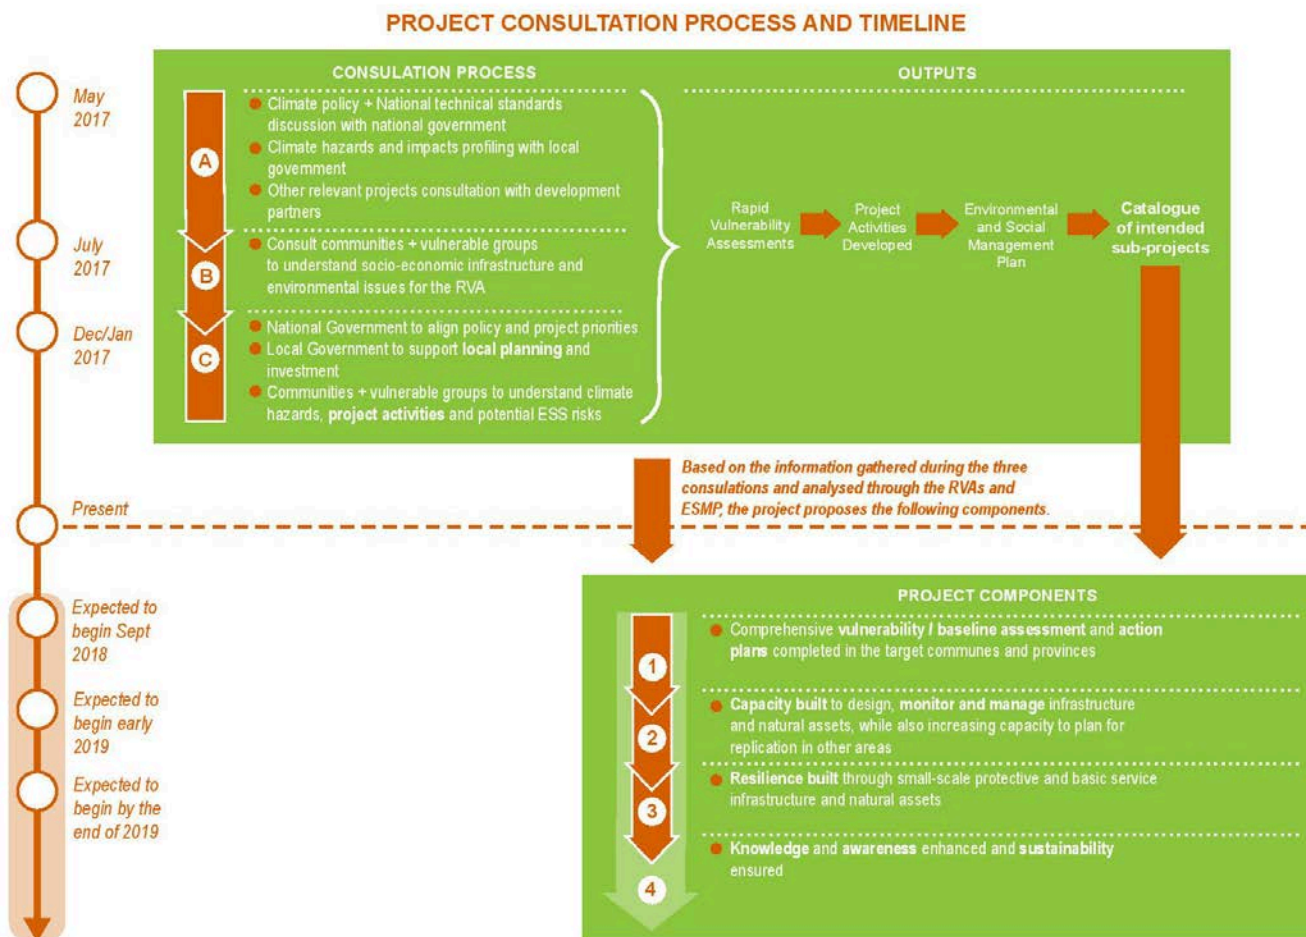 PROJECT CONSULTATION PROCESS AND TIMELINE
May
2017
July
2017
Dec/Jan
2017
Present
Expected to
begin Sept
2018
Expected to
begin early
2019
Expected to
begin by the
end of 2019
CONSULATION PROCESS
A
Climate policy + National technical standards
discussion with national government
Climate hazards and impacts profiling with local
government
Other relevant projects consultation with development
partners
B
Consult communities + vulnerable groups
to understand socio-economic infrastructure and
environmental issues for the RVA
C
National Government to align policy and project priorities
Local Government to support local planning and
investment
Communities + vulnerable groups to understand climate
hazards, project activities and potential ESS risks
OUTPUTS
Rapid
Vulnerability
Assessments
Project
Activities
Developed
Environmental
and Social
Management
Plan
Catalogue
of intended
sub-projects
Based on the information gathered during the three
consulations and analysed through the RVAs and
ESMP, the project proposes the following components.
PROJECT COMPONENTS
1
Comprehensive vulnerability / baseline assessment and action
plans completed in the target communes and provinces
2
Capacity built to design, monitor and manage infrastructure
and natural assets, while also increasing capacity to plan for
replication in other areas
3
Resilience built through small-scale protective and basic service
infrastructure and natural assets
4
Knowledge and awareness enhanced and sustainability
ensured